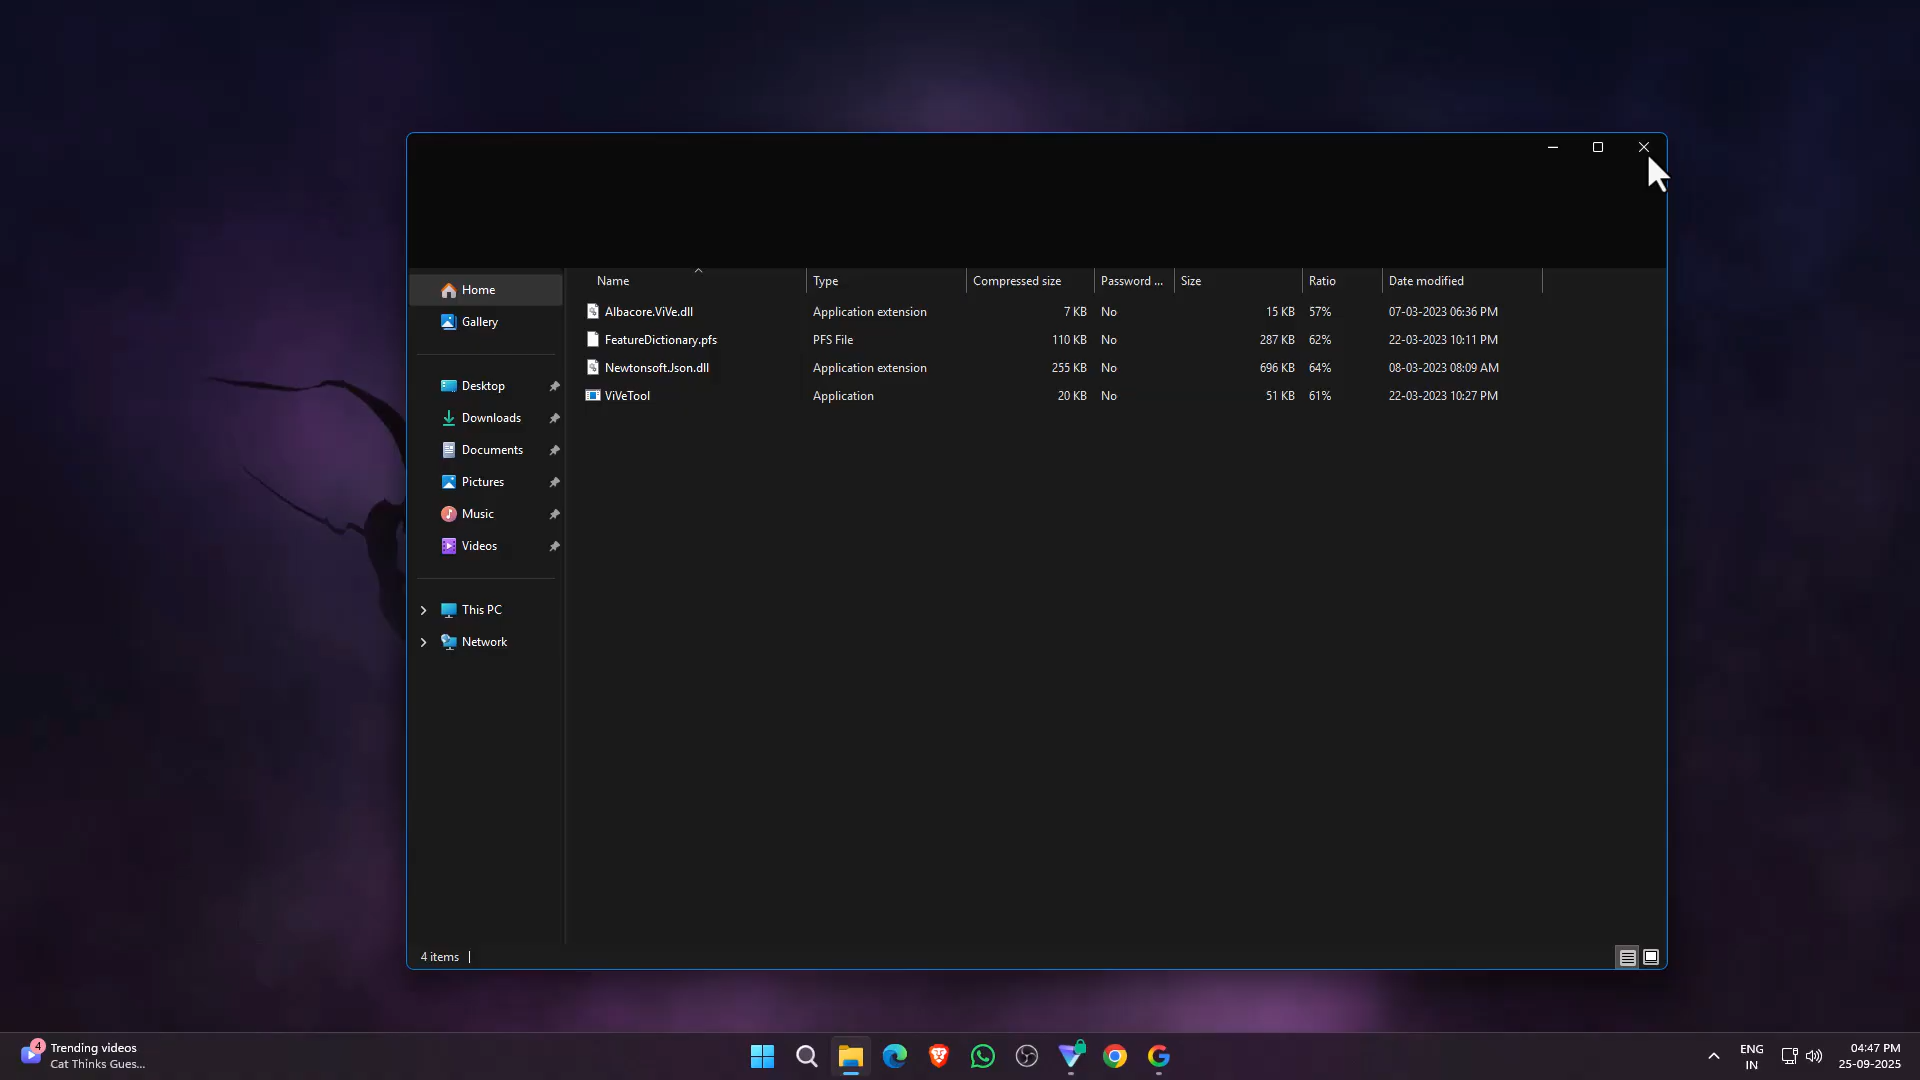 Name Type Compressed size Password ... Size Ratio Date modified
Albacore.ViVe.dll Application extension 7 KB No 15 KB 57% 07-03-2023 06:36 PM
FeatureDictionary.pfs PFS File 110 KB No 287 KB 62% 22-03-2023 10:11 PM
Newtonsoft.Json.dll Application extension 255 KB No 696 KB 64% 08-03-2023 08:09 AM
ViVeTool Application 20 KB No 51 KB 61% 22-03-2023 10:27 PM
Home
Gallery
Desktop
Downloads
Documents
Pictures
Music
Videos
This PC
Network
4 items
4
Trending videos
Cat Thinks Gues...
ENG
IN
04:47 PM
25-09-2025